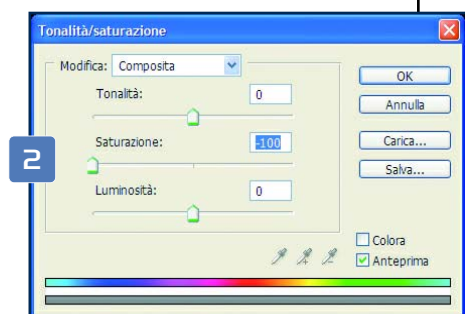 Tonalità/saturazione
Modifica: Composita
OK
Tonalità: 0
Annulla
Saturazione: -100
Carica...
2
Salva...
Luminosità: 0
Colora
Anteprima